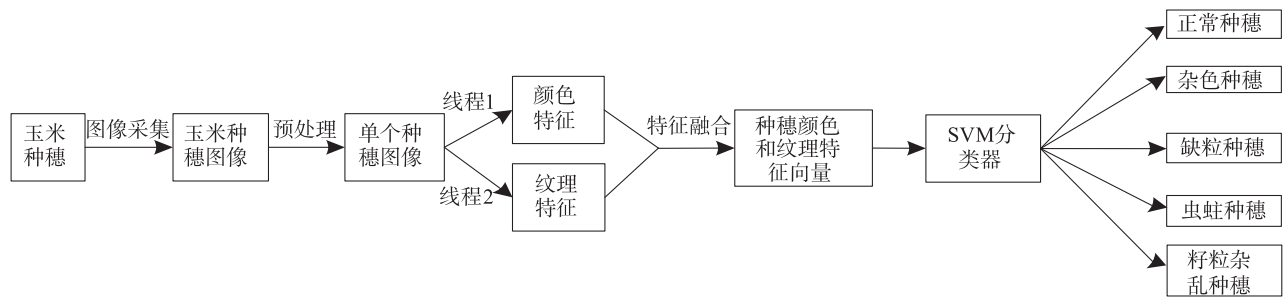 玉米
种穗
图像采集
玉米种
穗图像
预处理
单个种
穗图像
线程1
线程2
颜色
特征
纹理
特征
特征融合
种穗颜色
和纹理特
征向量
SVM分
类器
正常种穗
杂色种穗
缺粒种穗
虫蛀种穗
籽粒杂
乱种穗